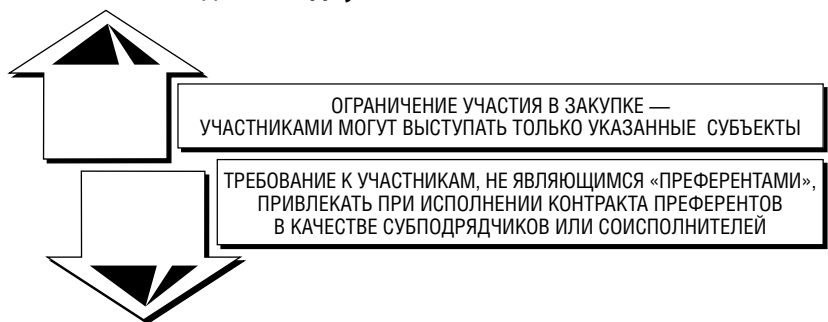 ОГРАНИЧЕНИЕ УЧАСТИЯ В ЗАКУПКЕ —
УЧАСТНИКАМИ МОГУТ ВЫСТУПАТЬ ТОЛЬКО УКАЗАННЫЕ СУБЪЕКТЫ
ТРЕБОВАНИЕ К УЧАСТНИКАМ, НЕ ЯВЛЯЮЩИМСЯ «ПРЕФЕРЕНТАМИ»,
ПРИВЛЕКАТЬ ПРИ ИСПОЛНЕНИИ КОНТРАКТА ПРЕФЕРЕНТОВ
В КАЧЕСТВЕ СУБПОДРЯДЧИКОВ ИЛИ СОИСПОЛНИТЕЛЕЙ